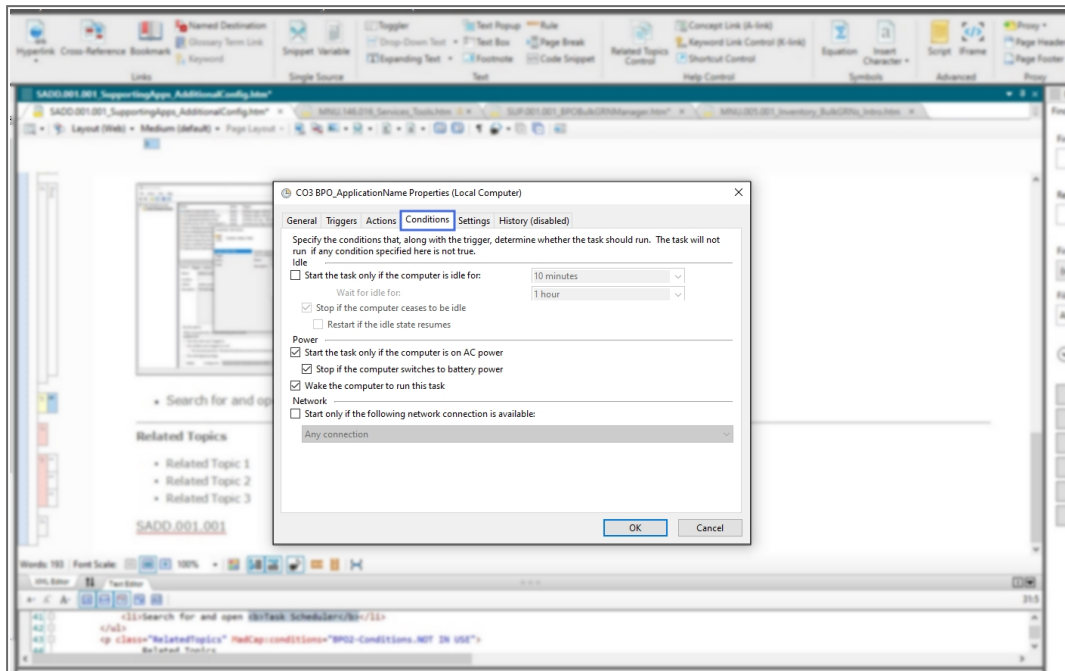 Named Destination
Toggler
Text Popup
Rule
Concept Link (A-link)
Proxy
Glossary Term Link
Drop-Down Text
Text Box
Page Break
Keyword Link Control (K-link)
Page Header
Hyperlink Cross-Reference Bookmark
Keyword
Snippet Variable
Expanding Text
Footnote
Code Snippet
Related Topics Control
Shortcut Control
Equation
Insert Character
Script
IFrame
Page Footer
Links
Single Source
Text
Help Control
Symbols
Advanced
Proxy
SADD.001.001_SupportingApps_AdditionalConfig.htm*
SADD.001.001_SupportingApps_AdditionalConfig.htm*
Layout (Web)
Medium (default)
Page Layout
CO3 BPO_ApplicationName Properties (Local Computer)
General Triggers Actions Conditions Settings History (disabled)
Specify the conditions that, along with the trigger, determine whether the task should run. The task will not
run if any condition specified here is not true.
Idle
Start the task only if the computer is idle for:
10 minutes
Wait for idle for:
1 hour
Stop if the computer ceases to be idle
Restart if the idle state resumes
Power
Start the task only if the computer is on AC power
Stop if the computer switches to battery power
Wake the computer to run this task
Network
Start only if the following network connection is available:
Any connection
OK
Cancel
Search for and op
Related Topics
Related Topic 1
Related Topic 2
Related Topic 3
SADD.001.001
Words: 193
Font Scale:
100%
XML Editor
Text Editor
<li>Search for and open <b>Task Scheduler</b></li>
</ul>
<p class="RelatedTopics" MadCap:conditions="BPO2-Conditions.NOT IN USE">
Related Topics